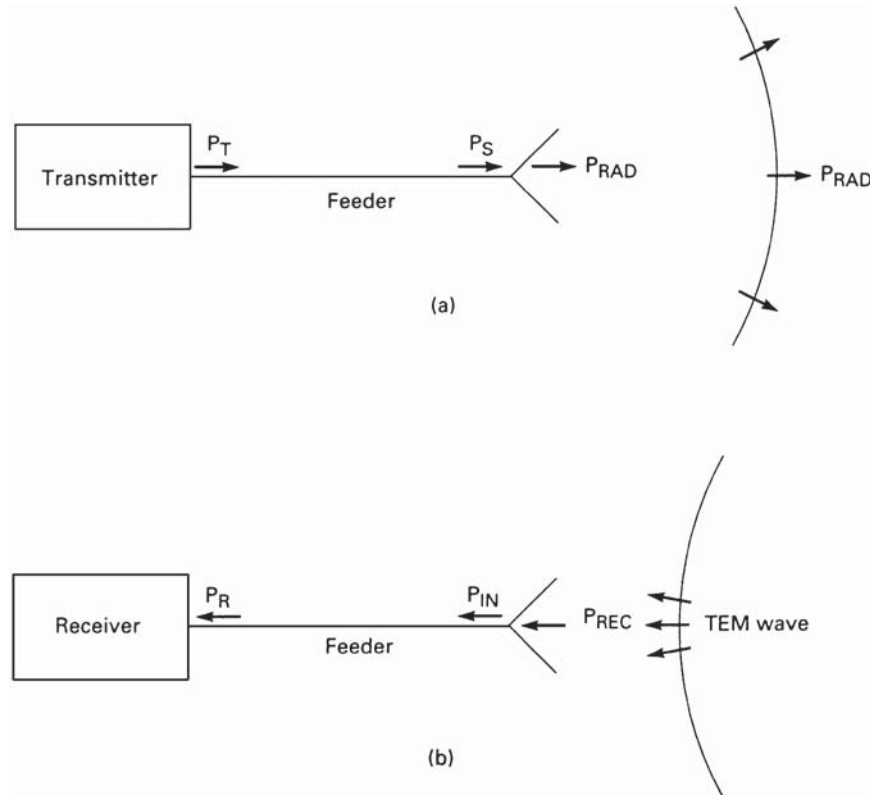 P_T
P_S
Transmitter
P_RAD
P_RAD
Feeder
(a)
P_R
P_IN
Receiver
P_REC
TEM wave
Feeder
(b)